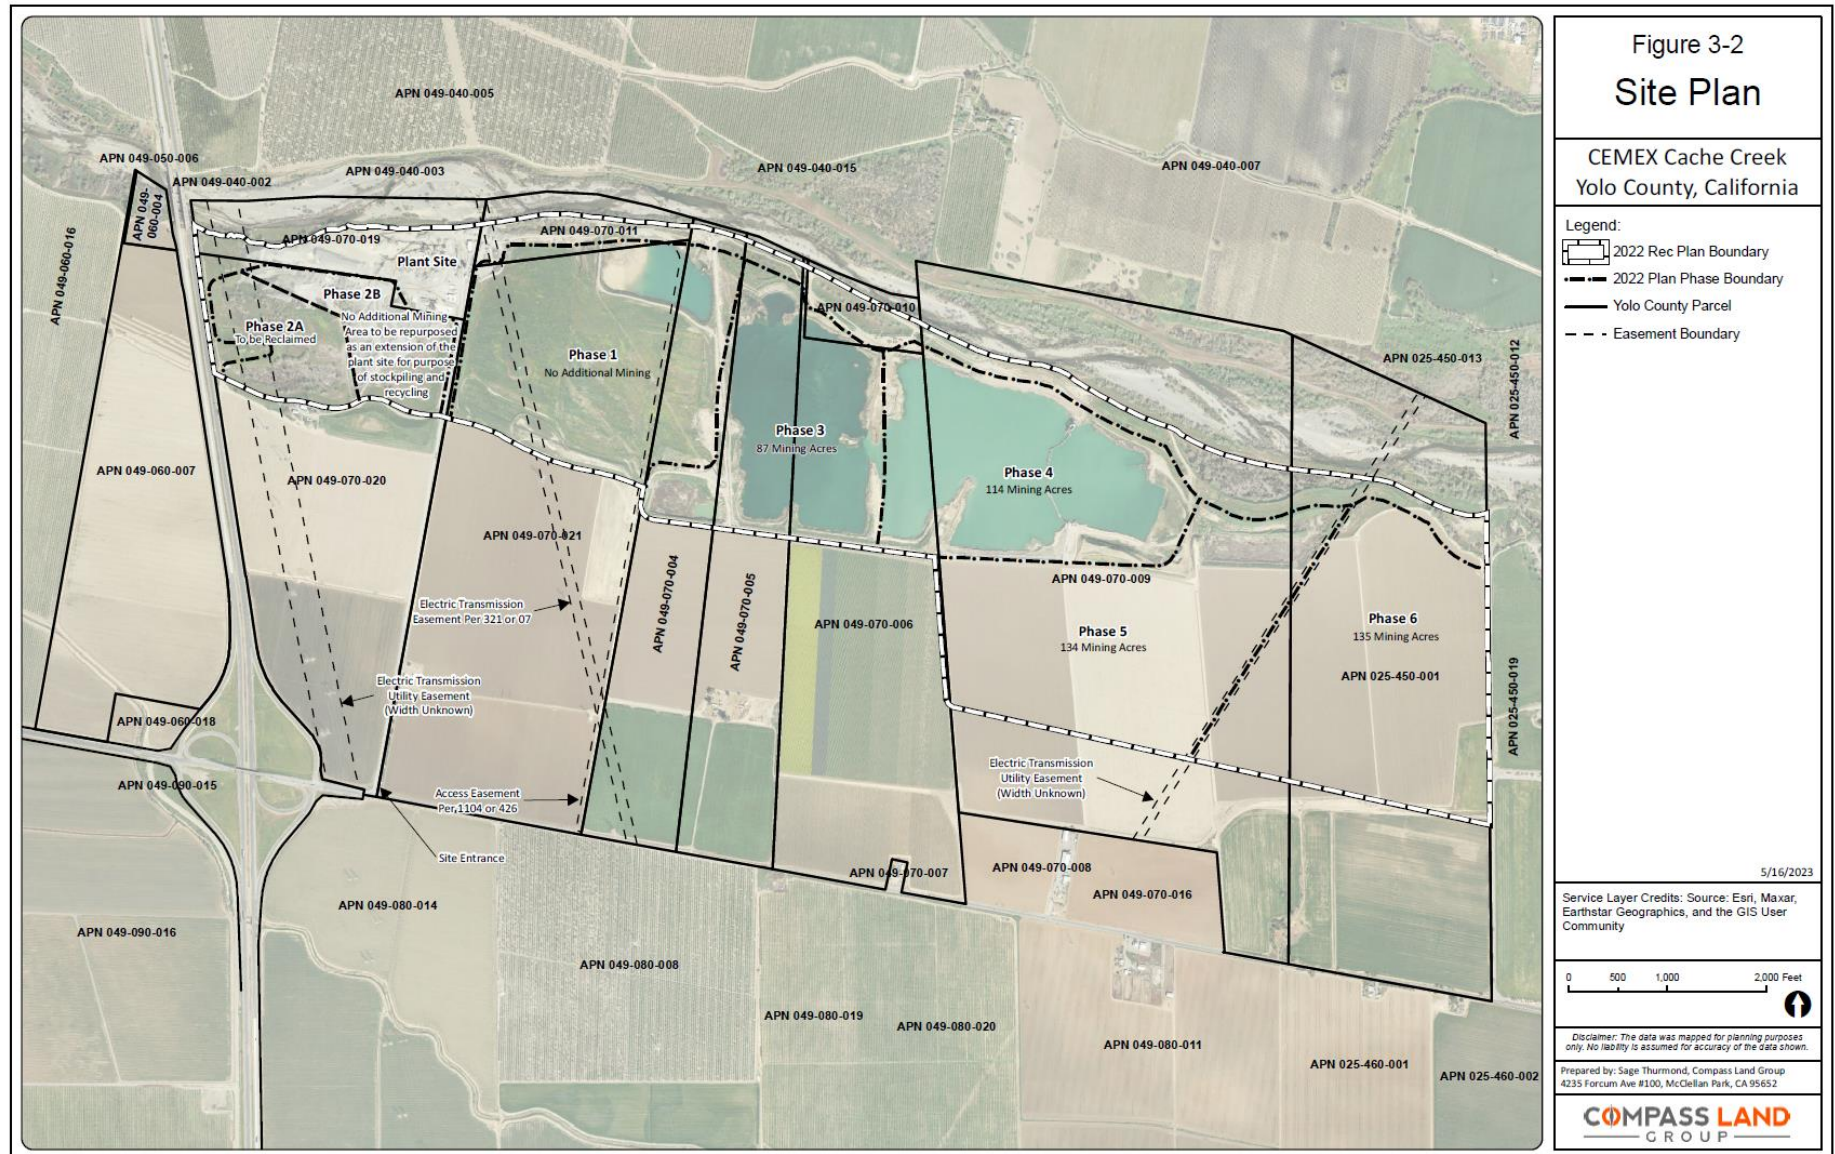 Figure 3-2
Site Plan
CEMEX Cache Creek
Yolo County, California
Legend:
2022 Rec Plan Boundary
2022 Plan Phase Boundary
Yolo County Parcel
Easement Boundary
5/16/2023
Service Layer Credits: Source: Esri, Maxar,
Earthstar Geographics, and the GIS User
Community
0 500 1,000 2,000 Feet
Disclaimer: The data was mapped for planning purposes
only. No liability is assumed for accuracy of the data shown.
Prepared by: Sage Thurmond, Compass Land Group
4235 Forcum Ave #100, McClellan Park, CA 95652
COMPASS LAND
GROUP
APN 049-040-005
APN 049-050-006
APN 049-040-002
APN 049-040-003
APN 049-040-015
APN 049-040-007
APN 049-
060-004
APN 049-060-016
APN 049-070-019
APN 049-070-011
Plant Site
Phase 2B
No Additional Mining
Area to be repurposed
as an extension of the
plant site for purpose
of stockpiling and
recycling
Phase 2A
To be Reclaimed
Phase 1
No Additional Mining
APN 049-070-010
APN 025-450-013
APN 025-450-012
Phase 3
87 Mining Acres
Phase 4
114 Mining Acres
APN 049-060-007
APN 049-070-020
APN 049-070-021
APN 049-070-004
APN 049-070-005
APN 049-070-006
APN 049-070-009
Phase 5
134 Mining Acres
Phase 6
135 Mining Acres
APN 025-450-001
APN 025-450-019
Electric Transmission
Easement Per 321 or 07
Electric Transmission
Utility Easement
(Width Unknown)
APN 049-060-018
APN 049-090-015
Access Easement
Per 1104 or 426
Site Entrance
Electric Transmission
Utility Easement
(Width Unknown)
APN 049-070-007
APN 049-070-008
APN 049-070-016
APN 049-080-014
APN 049-090-016
APN 049-080-008
APN 049-080-019
APN 049-080-020
APN 049-080-011
APN 025-460-001
APN 025-460-002